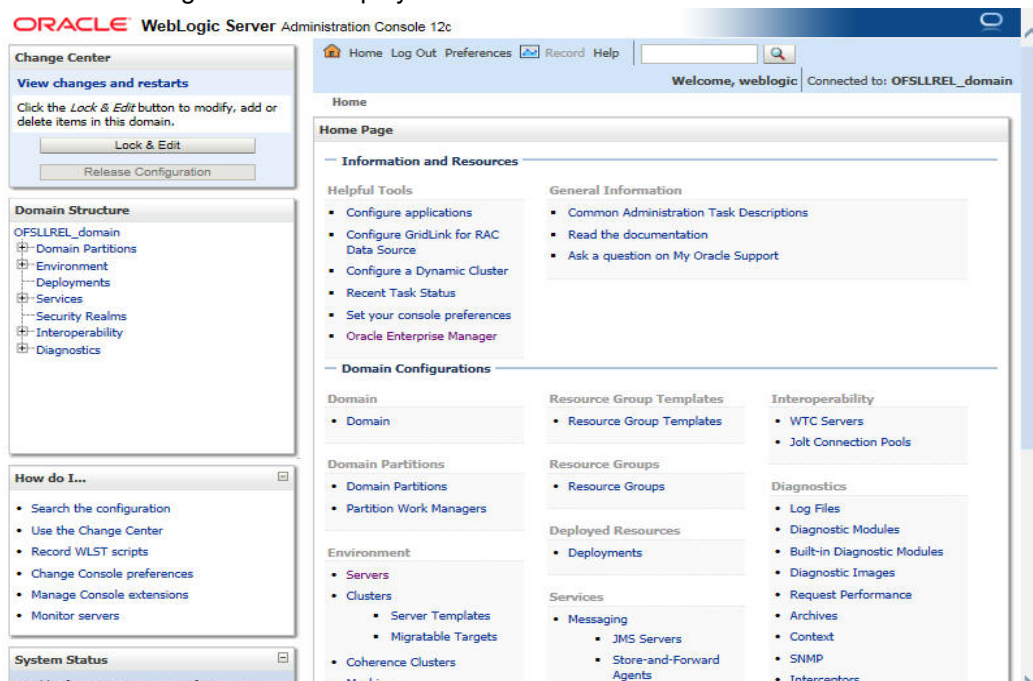 ORACLE WebLogic Server Administration Console 12c
Change Center
View changes and restarts
Click the Lock & Edit button to modify, add or
delete items in this domain.
Lock & Edit
Release Configuration
Domain Structure
OFSLLREL_domain
Domain Partitions
Environment
Deployments
Services
Security Realms
Interoperability
Diagnostics
How do I...
Search the configuration
Use the Change Center
Record WLST scripts
Change Console preferences
Manage Console extensions
Monitor servers
System Status
Home Log Out Preferences Record Help
Welcome, weblogic Connected to: OFSLLREL_domain
Home
Home Page
Information and Resources
Helpful Tools
Configure applications
Configure GridLink for RAC
Data Source
Configure a Dynamic Cluster
Recent Task Status
Set your console preferences
Oracle Enterprise Manager
General Information
Common Administration Task Descriptions
Read the documentation
Ask a question on My Oracle Support
Domain Configurations
Domain
Domain
Domain Partitions
Domain Partitions
Partition Work Managers
Environment
Servers
Clusters
Server Templates
Migratable Targets
Coherence Clusters
Resource Group Templates
Resource Group Templates
Resource Groups
Resource Groups
Deployed Resources
Deployments
Services
Messaging
JMS Servers
Store-and-Forward
Agents
Interoperability
WTC Servers
Jolt Connection Pools
Diagnostics
Log Files
Diagnostic Modules
Built-in Diagnostic Modules
Diagnostic Images
Request Performance
Archives
Context
SNMP
Interceptors